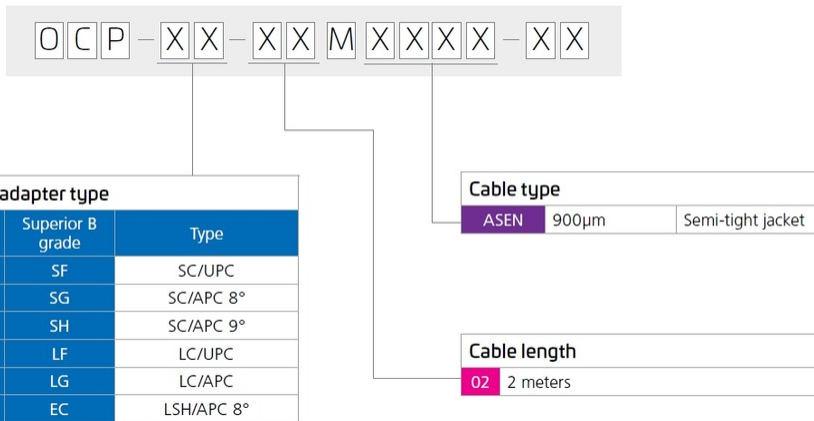 OCP-XX-XXMXXXX-XX
adapter type
Superior B grade Type
SF SC/UPC
SG SC/APC 8°
SH SC/APC 9°
LF LC/UPC
LG LC/APC
EC LSH/APC 8°
Cable type
ASEN 900µm Semi-tight jacket
Cable length
02 2 meters